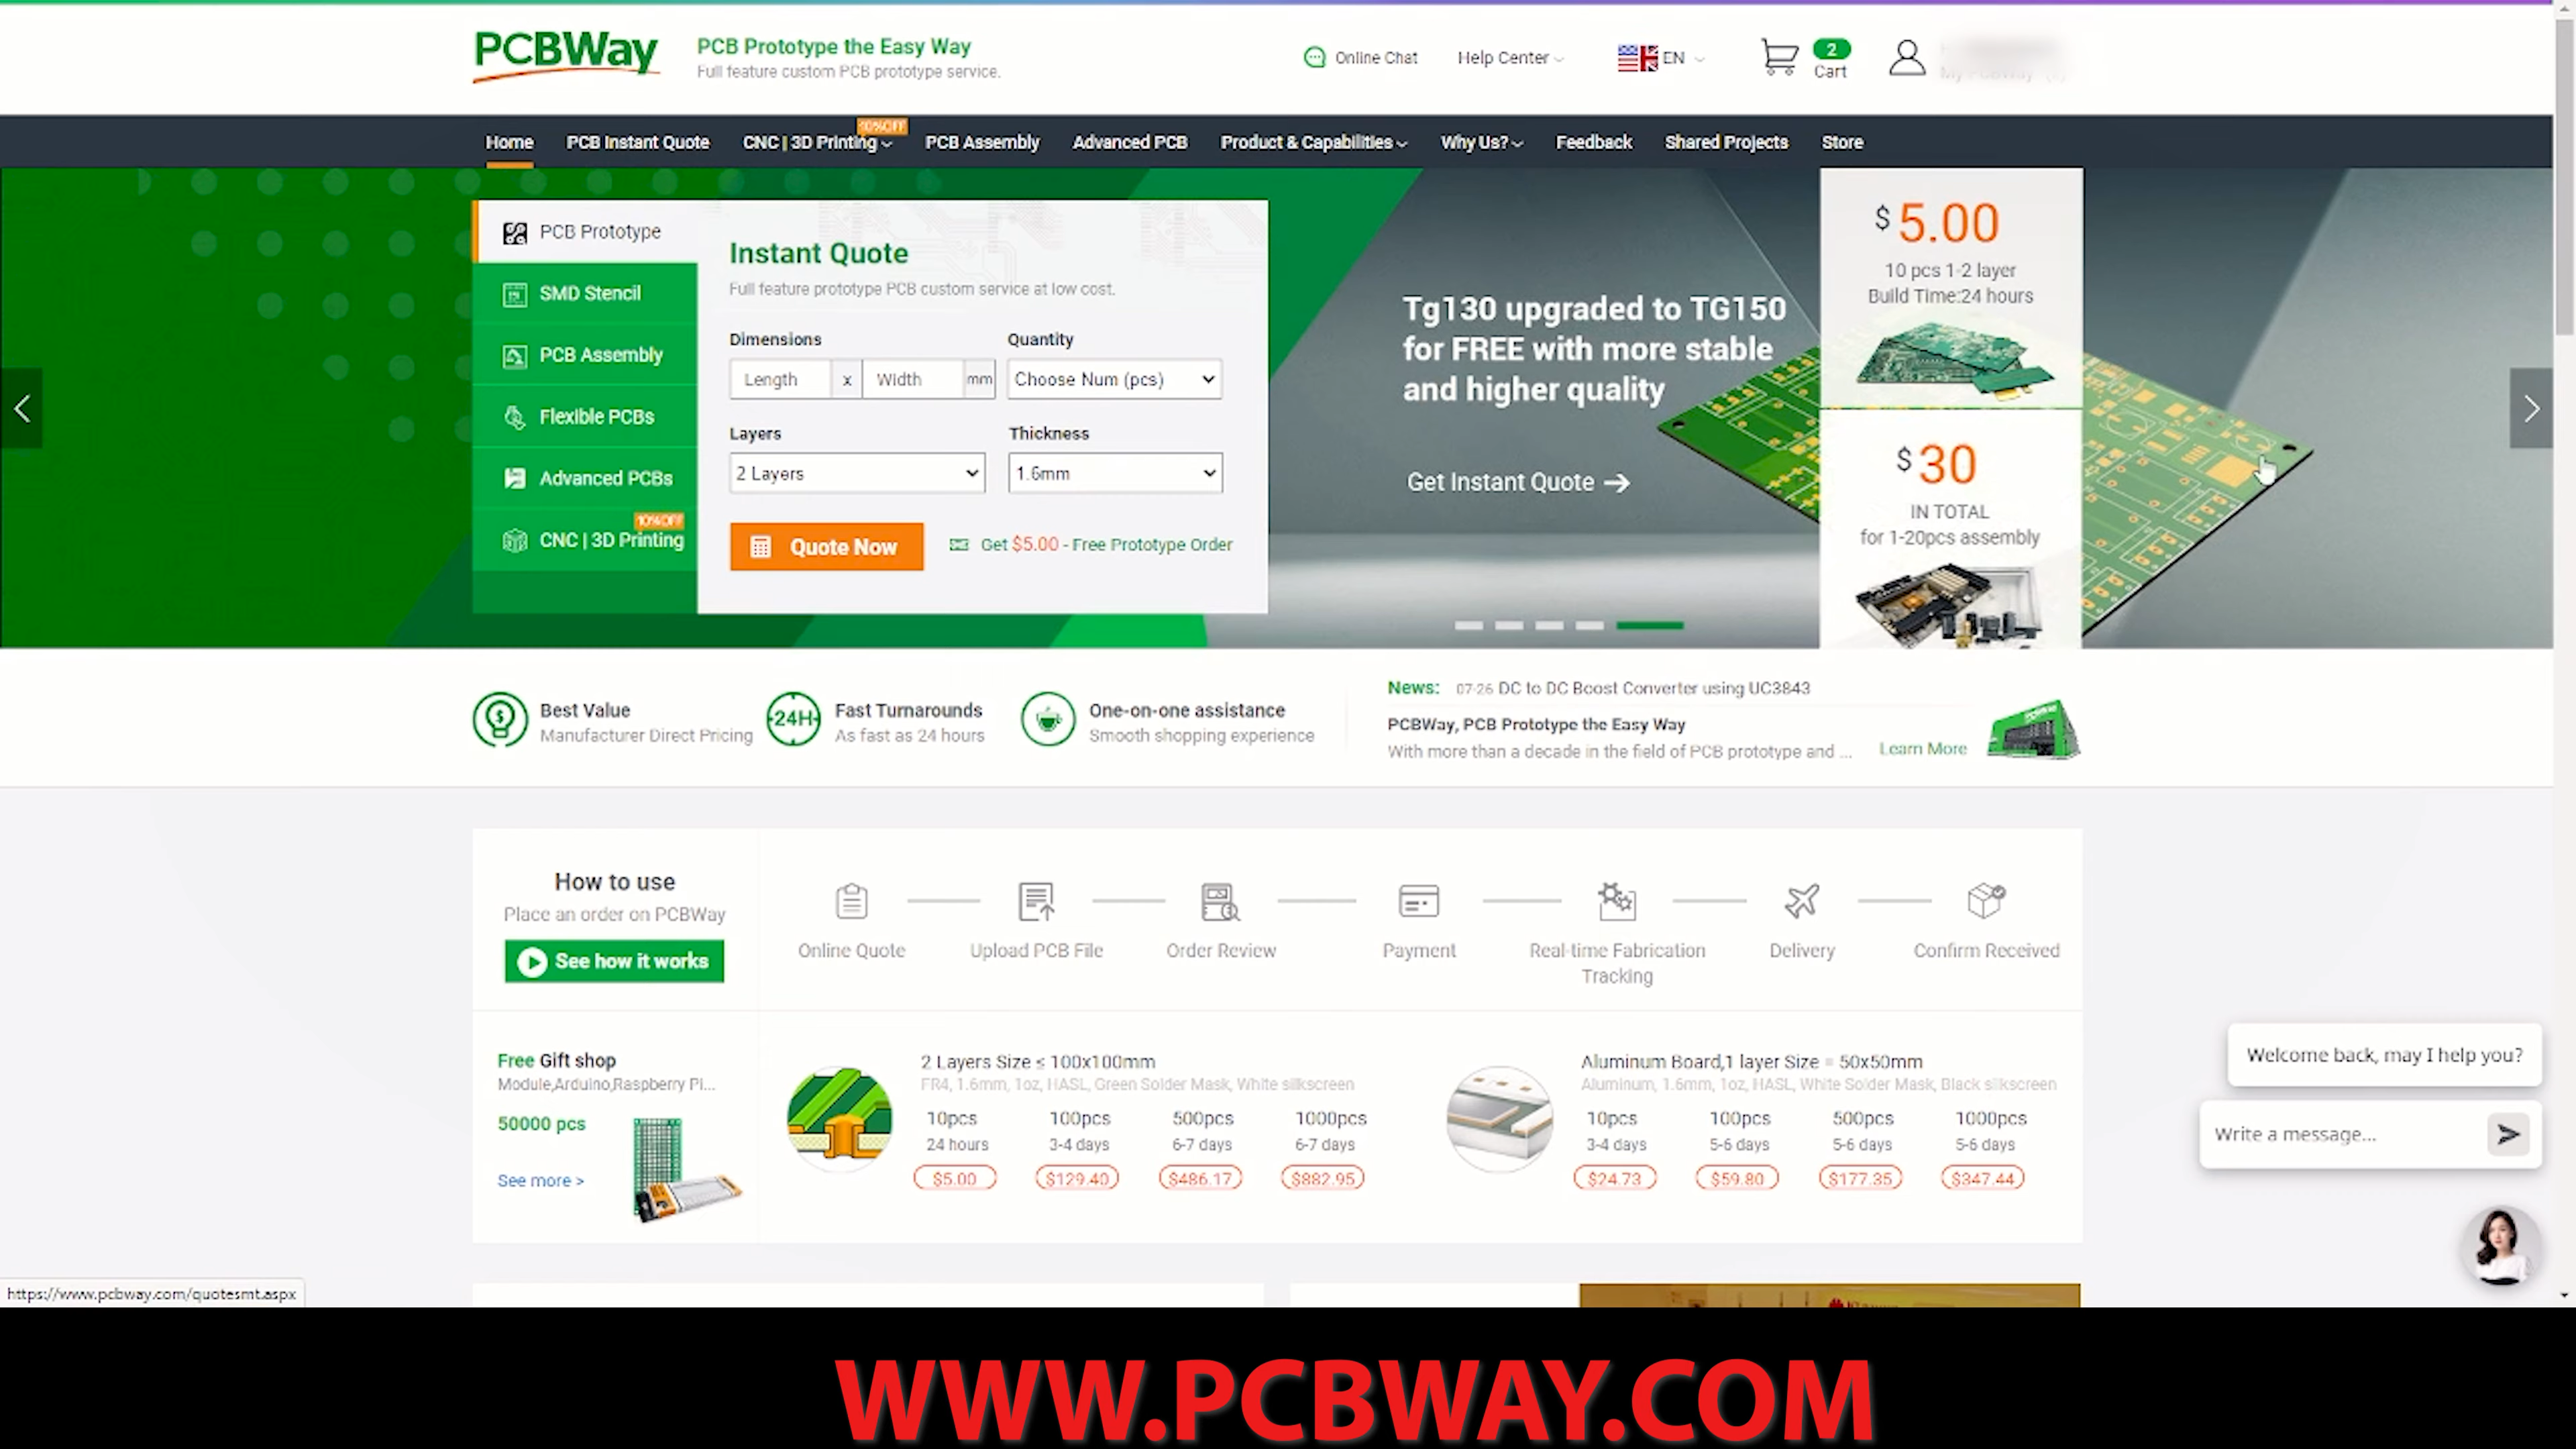 PCBWay
PCB Prototype the Easy Way
Full feature custom PCB prototype service.
Online Chat
Help Center
EN
2
Cart
Home
PCB Instant Quote
CNC | 3D Printing
10%OFF
PCB Assembly
Advanced PCB
Product & Capabilities
Why Us?
Feedback
Shared Projects
Store
PCB Prototype
SMD Stencil
PCB Assembly
Flexible PCBs
Advanced PCBs
10%OFF
CNC | 3D Printing
Instant Quote
Full feature prototype PCB custom service at low cost.
Dimensions
Quantity
Length x Width mm
Choose Num (pcs)
Layers
Thickness
2 Layers
1.6mm
Quote Now
Get $5.00 - Free Prototype Order
Tg130 upgraded to TG150
for FREE with more stable
and higher quality
Get Instant Quote
$ 5.00
10 pcs 1-2 layer
Build Time:24 hours
$ 30
IN TOTAL
for 1-20pcs assembly
Best Value
Manufacturer Direct Pricing
24H
Fast Turnarounds
As fast as 24 hours
One-on-one assistance
Smooth shopping experience
News: 07-26 DC to DC Boost Converter using UC3843
PCBWay, PCB Prototype the Easy Way
With more than a decade in the field of PCB prototype and ...
Learn More
How to use
Place an order on PCBWay
See how it works
Online Quote
Upload PCB File
Order Review
Payment
Real-time Fabrication
Tracking
Delivery
Confirm Received
Free Gift shop
Module,Arduino,Raspberry Pi...
50000 pcs
See more >
2 Layers Size ≤ 100x100mm
FR4, 1.6mm, 1oz, HASL, Green Solder Mask, White silkscreen
10pcs 100pcs 500pcs 1000pcs
24 hours 3-4 days 6-7 days 6-7 days
$5.00 $129.40 $486.17 $882.95
Aluminum Board,1 layer Size = 50x50mm
Aluminum, 1.6mm, 1oz, HASL, White Solder Mask, Black silkscreen
10pcs 100pcs 500pcs 1000pcs
3-4 days 5-6 days 5-6 days 5-6 days
$24.73 $59.80 $177.35 $347.44
Welcome back, may I help you?
Write a message...
https://www.pcbway.com/quotesmt.aspx
WWW.PCBWAY.COM